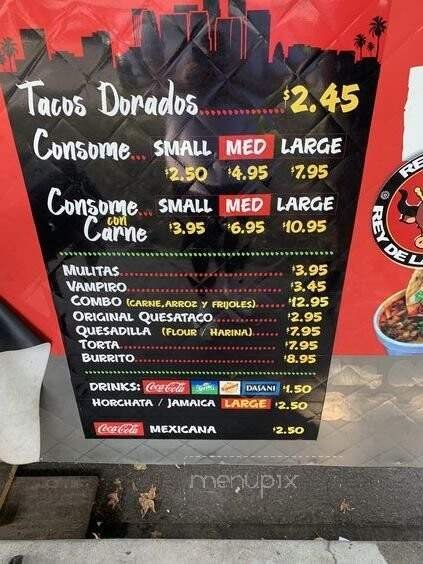 Tacos Dorados......... $2.45
Consome... SMALL MED LARGE
$2.50 $4.95 $7.95
Consome... SMALL MED LARGE
con
Carne $3.95 $6.95 $10.95
MULITAS $3.95
VAMPIRO $3.45
COMBO (CARNE,ARROZ Y FRIJOLES) $12.95
ORIGINAL QUESATACO $2.95
QUESADILLA (FLOUR / HARINA) $7.95
TORTA $7.95
BURRITO $8.95
DRINKS: Coca-Cola Sprite DASANI $1.50
HORCHATA / JAMAICA LARGE $2.50
Coca-Cola MEXICANA $2.50
REY DE LA
menupix